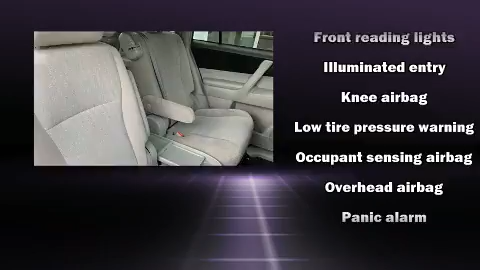 Front reading lights
Illuminated entry
Knee airbag
Low tire pressure warning
Occupant sensing airbag
Overhead airbag
Panic alarm